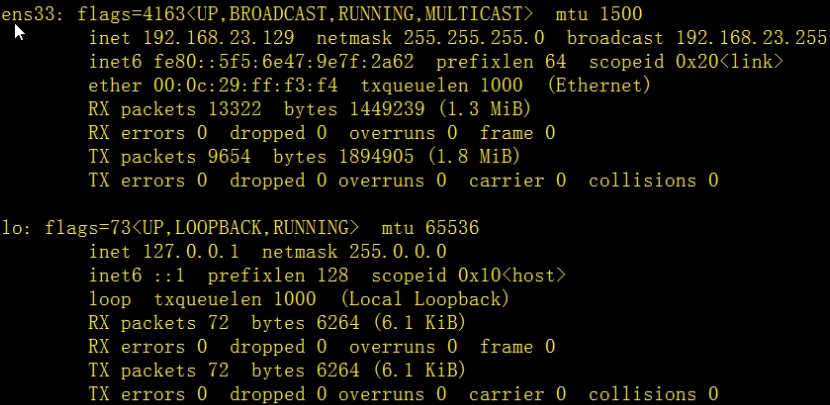 ens33: flags=4163<UP,BROADCAST,RUNNING,MULTICAST>  mtu 1500
        inet 192.168.23.129  netmask 255.255.255.0  broadcast 192.168.23.255
        inet6 fe80::5f5:6e47:9e7f:2a62  prefixlen 64  scopeid 0x20<link>
        ether 00:0c:29:ff:f3:f4  txqueuelen 1000  (Ethernet)
        RX packets 13322  bytes 1449239 (1.3 MiB)
        RX errors 0  dropped 0  overruns 0  frame 0
        TX packets 9654  bytes 1894905 (1.8 MiB)
        TX errors 0  dropped 0 overruns 0  carrier 0  collisions 0

lo: flags=73<UP,LOOPBACK,RUNNING>  mtu 65536
        inet 127.0.0.1  netmask 255.0.0.0
        inet6 ::1  prefixlen 128  scopeid 0x10<host>
        loop  txqueuelen 1000  (Local Loopback)
        RX packets 72  bytes 6264 (6.1 KiB)
        RX errors 0  dropped 0  overruns 0  frame 0
        TX packets 72  bytes 6264 (6.1 KiB)
        TX errors 0  dropped 0 overruns 0  carrier 0  collisions 0